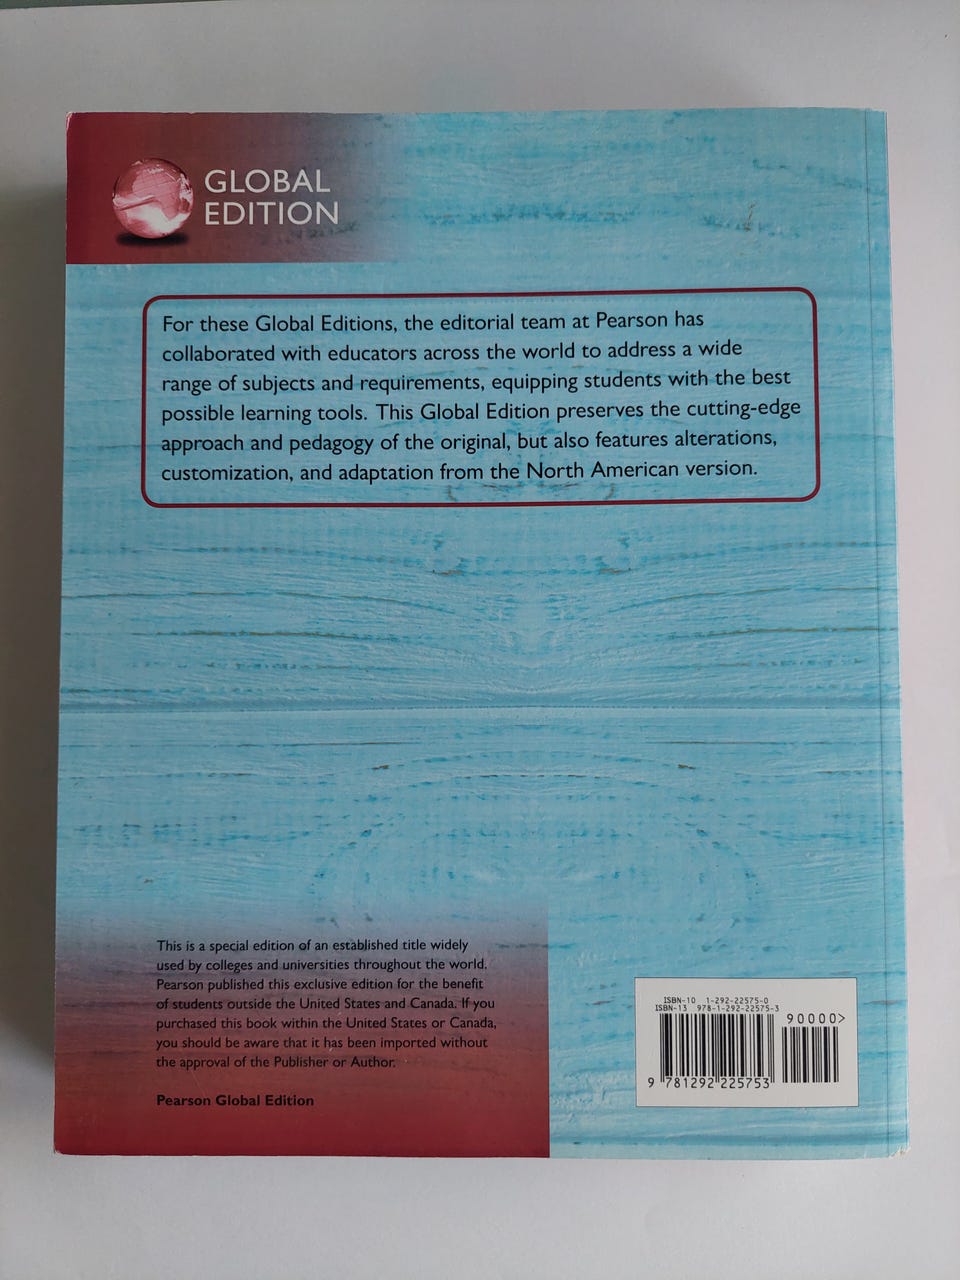 GLOBAL
EDITION
For these Global Editions, the editorial team at Pearson has
collaborated with educators across the world to address a wide
range of subjects and requirements, equipping students with the best
possible learning tools. This Global Edition preserves the cutting-edge
approach and pedagogy of the original, but also features alterations,
customization, and adaptation from the North American version.
This is a special edition of an established title widely
used by colleges and universities throughout the world.
Pearson published this exclusive edition for the benefit
of students outside the United States and Canada. If you
purchased this book within the United States or Canada,
you should be aware that it has been imported without
the approval of the Publisher or Author.
Pearson Global Edition
ISBN-10 1-292-22575-0
ISBN-13 978-1-292-22575-3
90000>
9 781292 225753